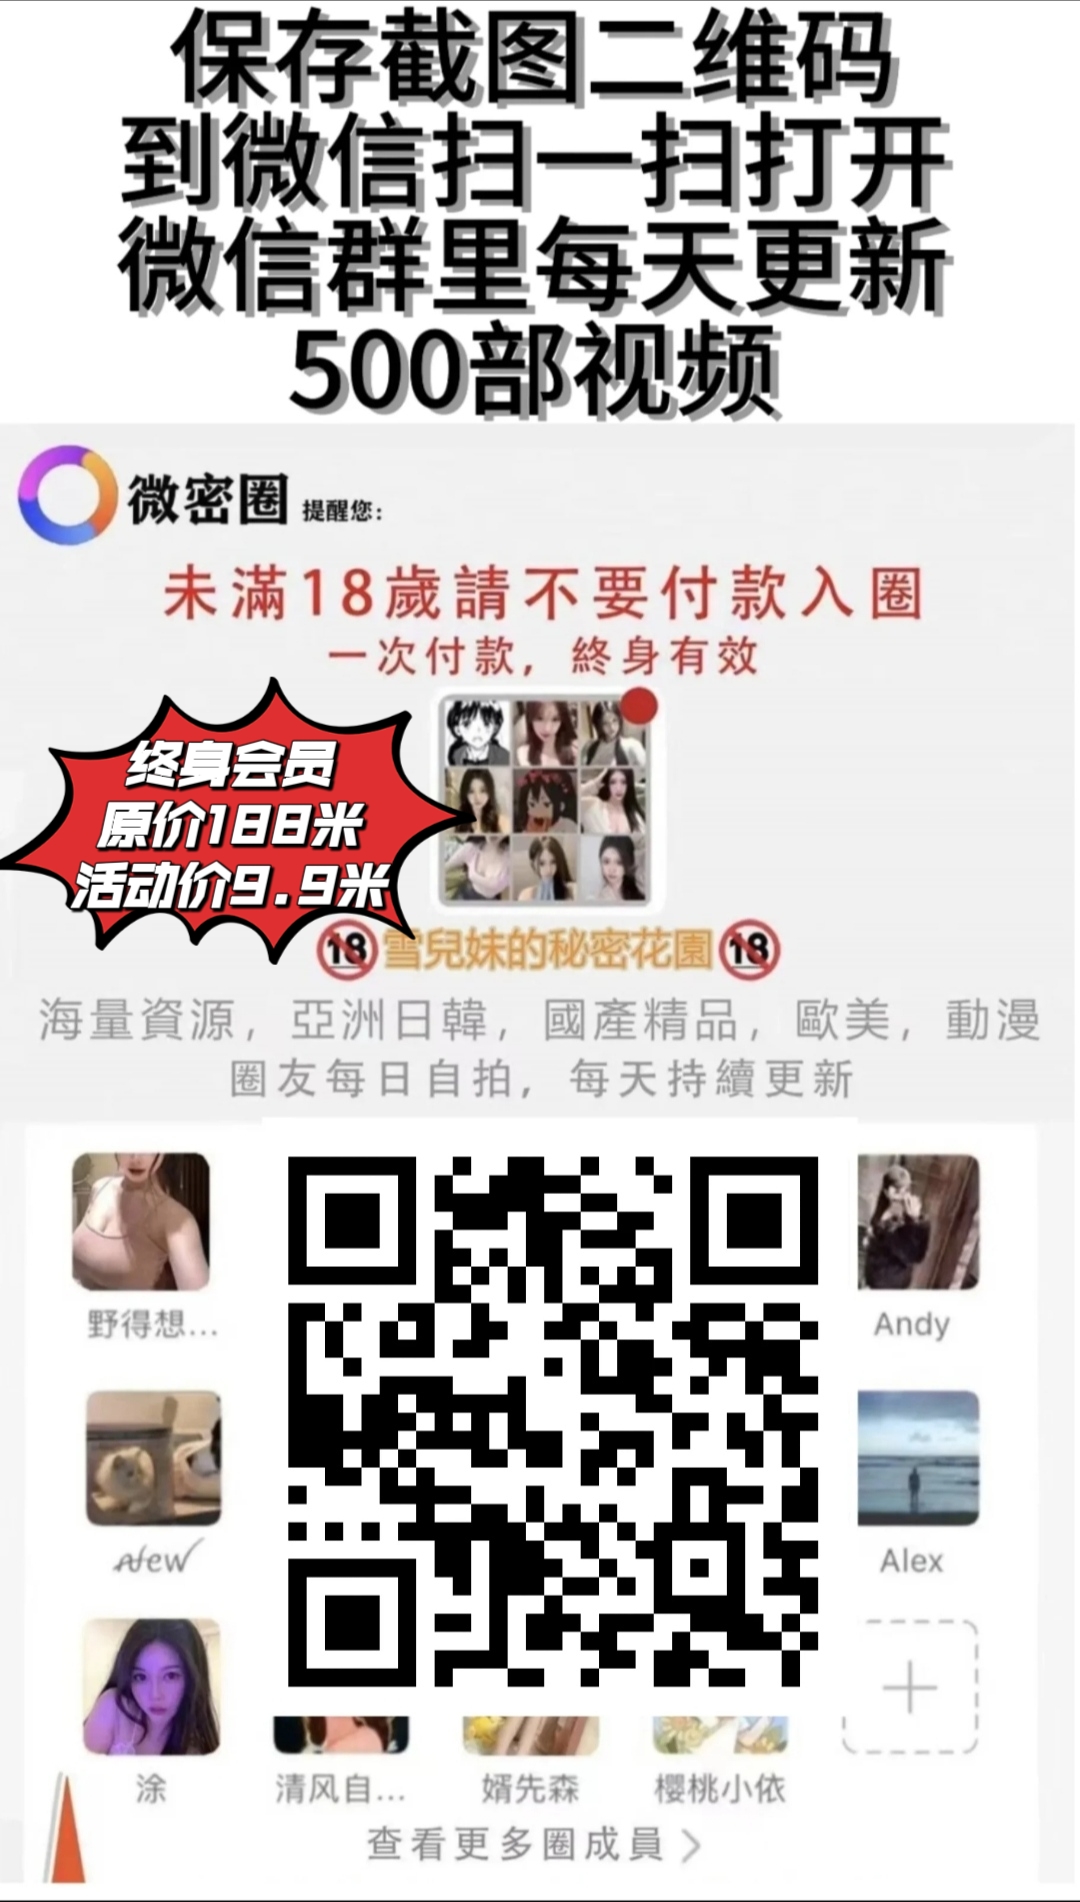 保存截图二维码
到微信扫一扫打开
微信群里每天更新
500部视频
微密圈 提醒您:
未滿18歲請不要付款入圈
一次付款，終身有效
终身会员
原价188米
活动价9.9米
18 雪兒妹的秘密花園 18
海量資源，亞洲日韓，國產精品，歐美，動漫
圈友每日自拍，每天持續更新
野得想...
Andy
Alex
涂
清风自...
婿先森
樱桃小依
查看更多圈成員